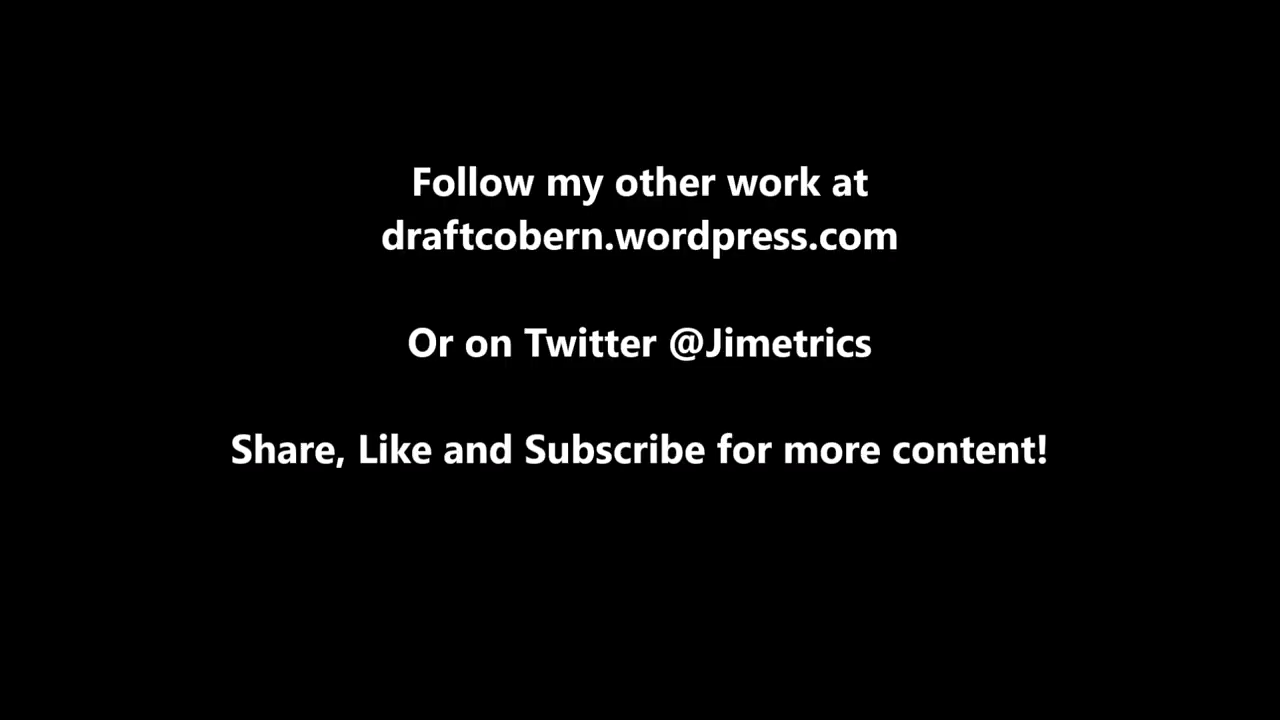 Follow my other work at
draftcobern.wordpress.com
Or on Twitter @Jimetrics
Share, Like and Subscribe for more content!